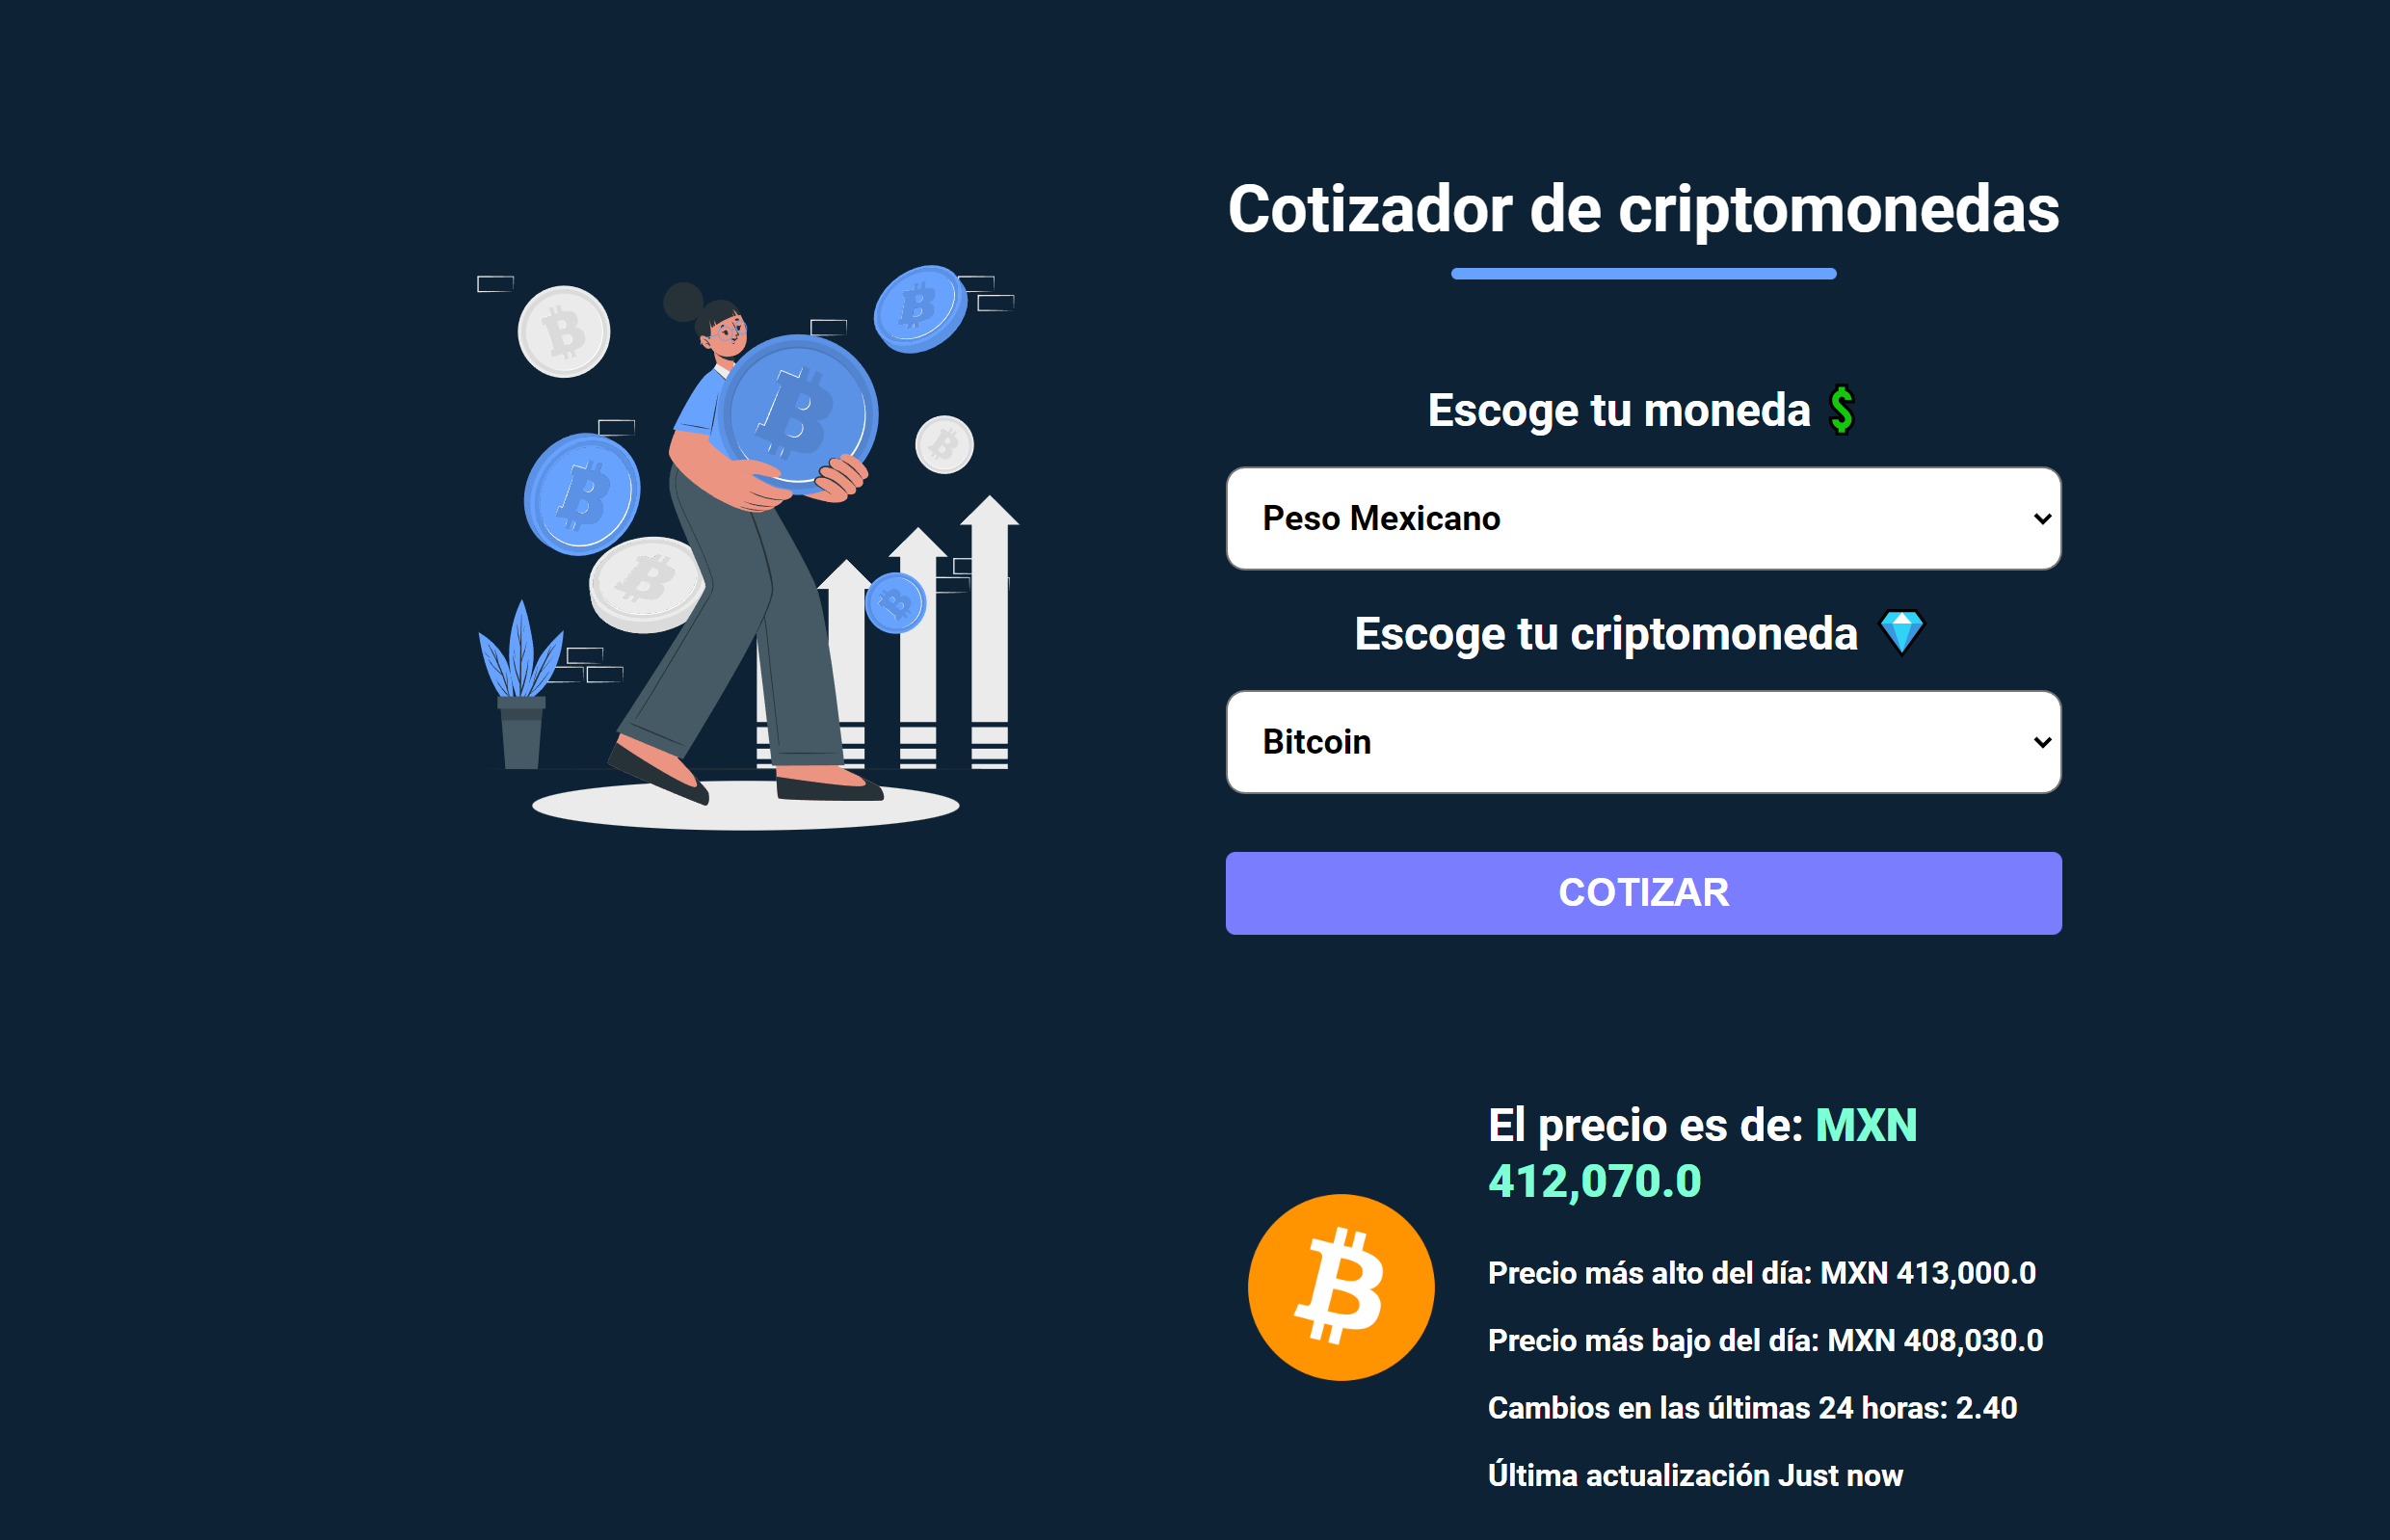 Cotizador de criptomonedas
Escoge tu moneda 💲
Peso Mexicano
Escoge tu criptomoneda 💎
Bitcoin
COTIZAR
El precio es de: MXN
412,070.0
Precio más alto del día: MXN 413,000.0
Precio más bajo del día: MXN 408,030.0
Cambios en las últimas 24 horas: 2.40
Última actualización Just now